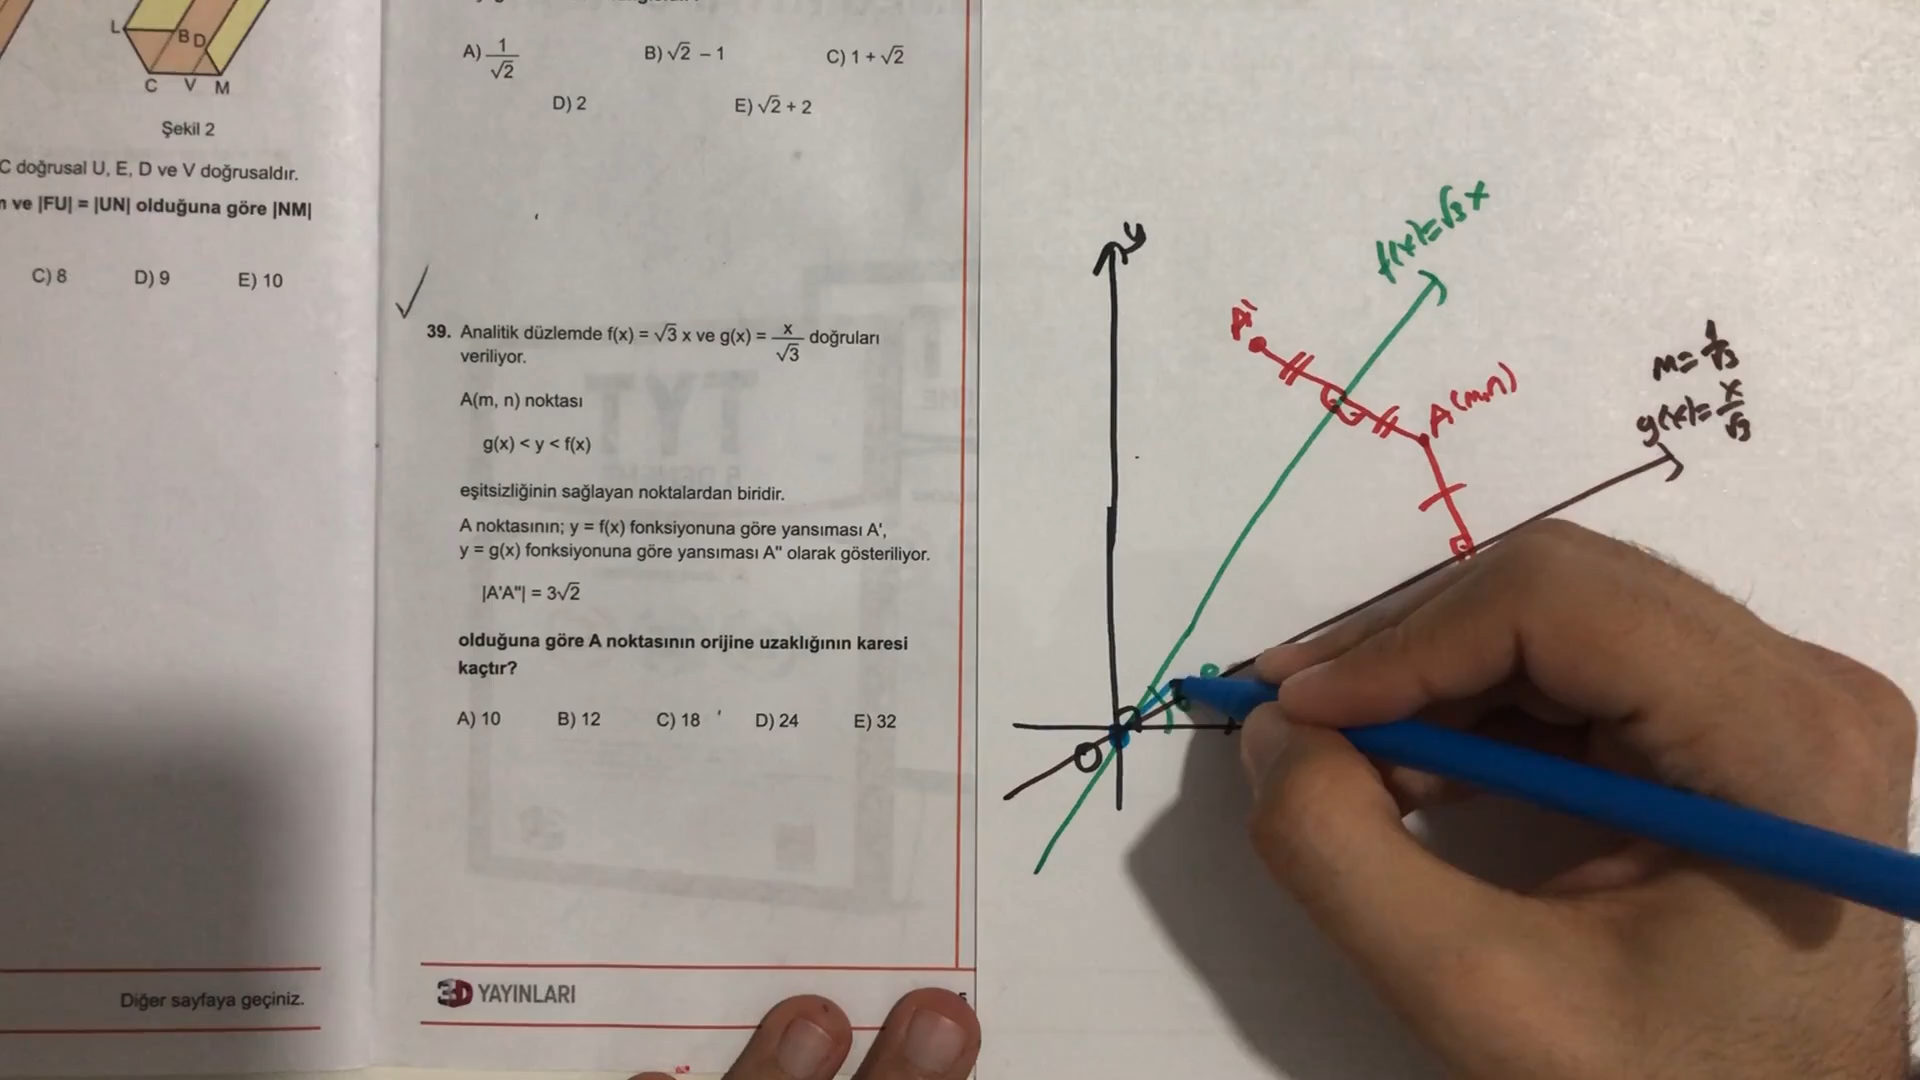 L
B D
C V M
Şekil 2
C doğrusal U, E, D ve V doğrusaldır.
ve |FU| = |UN| olduğuna göre |NM|
C) 8 D) 9 E) 10
Diğer sayfaya geçiniz.
A) 1/√2 B) √2 – 1 C) 1 + √2
D) 2 E) √2 + 2
39. Analitik düzlemde f(x) = √3 x ve g(x) = x/√3 doğruları
veriliyor.
A(m, n) noktası
g(x) < y < f(x)
eşitsizliğinin sağlayan noktalardan biridir.
A noktasının; y = f(x) fonksiyonuna göre yansıması A',
y = g(x) fonksiyonuna göre yansıması A" olarak gösteriliyor.
|A'A"| = 3√2
olduğuna göre A noktasının orijine uzaklığının karesi
kaçtır?
A) 10 B) 12 C) 18 D) 24 E) 32
3D YAYINLARI
y
f(x)=√3 x
A'
A(m,n)
m=1/√3
g(x)=x/√3
O